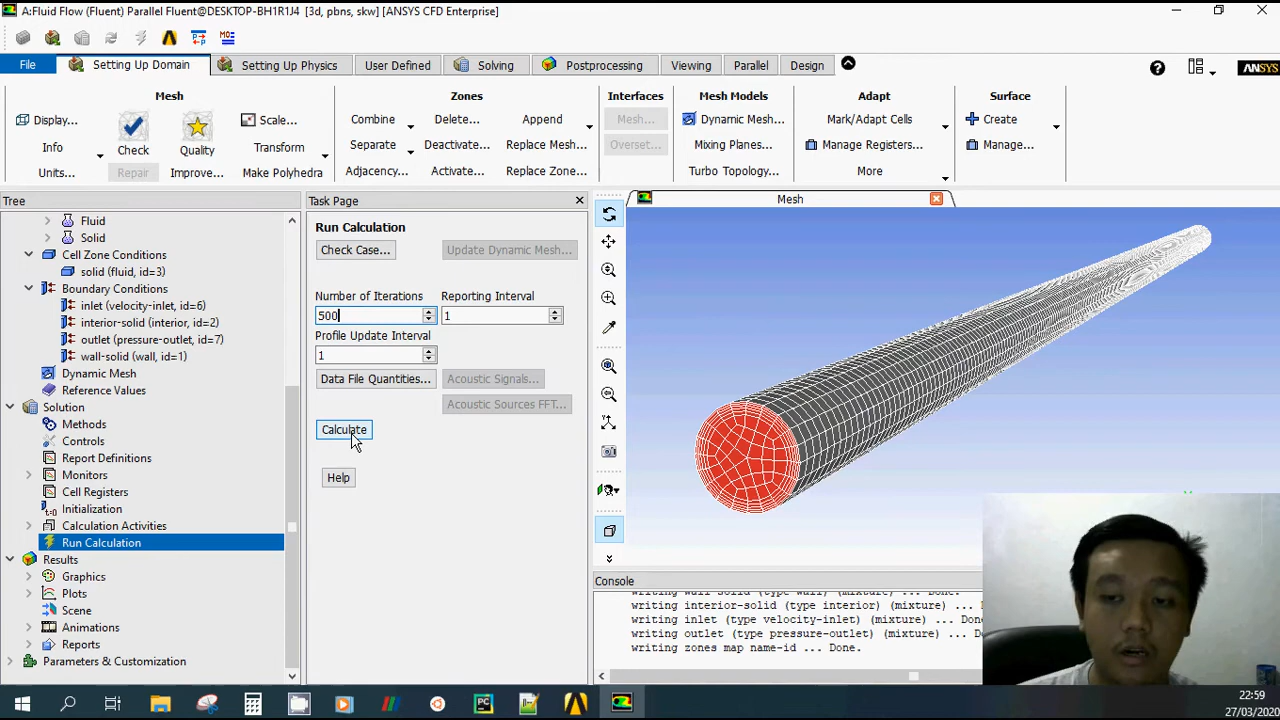 A:Fluid Flow (Fluent) Parallel Fluent@DESKTOP-BH1R1J4 [3d, pbns, skw] [ANSYS CFD Enterprise]
File
Setting Up Domain
Setting Up Physics
User Defined
Solving
Postprocessing
Viewing
Parallel
Design
ANSYS
Mesh
Zones
Interfaces
Mesh Models
Adapt
Surface
Display...
Info
Units...
Check
Repair
Quality
Improve...
Scale...
Transform
Make Polyhedra
Combine
Separate
Adjacency...
Delete...
Deactivate...
Activate...
Append
Replace Mesh...
Replace Zone...
Mesh...
Overset...
Dynamic Mesh...
Mixing Planes...
Turbo Topology...
Mark/Adapt Cells
Manage Registers...
More
Create
Manage...
Tree
Fluid
Solid
Cell Zone Conditions
solid (fluid, id=3)
Boundary Conditions
inlet (velocity-inlet, id=6)
interior-solid (interior, id=2)
outlet (pressure-outlet, id=7)
wall-solid (wall, id=1)
Dynamic Mesh
Reference Values
Solution
Methods
Controls
Report Definitions
Monitors
Cell Registers
Initialization
Calculation Activities
Run Calculation
Results
Graphics
Plots
Scene
Animations
Reports
Parameters & Customization
Task Page
Run Calculation
Check Case...
Update Dynamic Mesh...
Number of Iterations
Reporting Interval
500
1
Profile Update Interval
1
Data File Quantities...
Acoustic Signals...
Acoustic Sources FFT...
Calculate
Help
Mesh
Console
writing wall-solid (type wall) (mixture) ... Done.
writing interior-solid (type interior) (mixture) ...
writing inlet (type velocity-inlet) (mixture) ... Don
writing outlet (type pressure-outlet) (mixture) ... D
writing zones map name-id ... Done.
22:59
27/03/2020